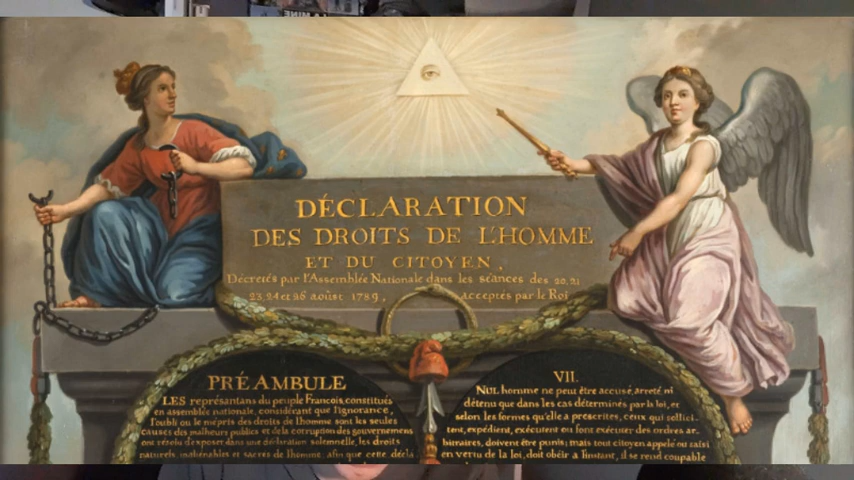 DÉCLARATION
DES DROITS DE L'HOMME
ET DU CITOYEN,
Décretés par l'Assemblée Nationale dans les séances des 20, 21
23, 24 et 26 aoûst 1789, acceptés par le Roi
PRÉAMBULE
LES représantans du peuple Francois, constitués
en assemblée nationale, considérant que l'ignorance,
l'oubli ou le mépris des droits de l'homme sont les seules
causes des malheurs publics et de la corruption des gouvernemens
ont résolu d'exposer dans une déclaration solemnelle, les droits
naturels, inaliénables et sacrés de l'homme, afin que cette décla
VII.
NUL homme ne peut être accusé, arreté ni
détenu que dans les cas déterminés par la loi, et
selon les formes qu'elle a prescrites, ceux qui sollici-
tent, expédient, exécutent ou font exécuter des ordres ar-
bitraires, doivent être punis; mais tout citoyen appelé ou saisi
en vertu de la loi, doit obéir à l'instant, il se rend coupable